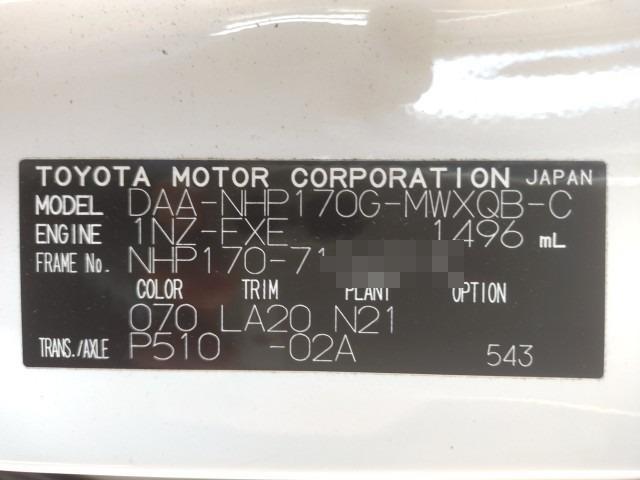 TOYOTA MOTOR CORPORATION JAPAN
MODEL DAA-NHP170G-MWXQB-C
ENGINE 1NZ-FXE 1496 mL
FRAME No. NHP170-71
COLOR TRIM PLANT OPTION
070 LA20 N21
TRANS./AXLE P510 -02A 543